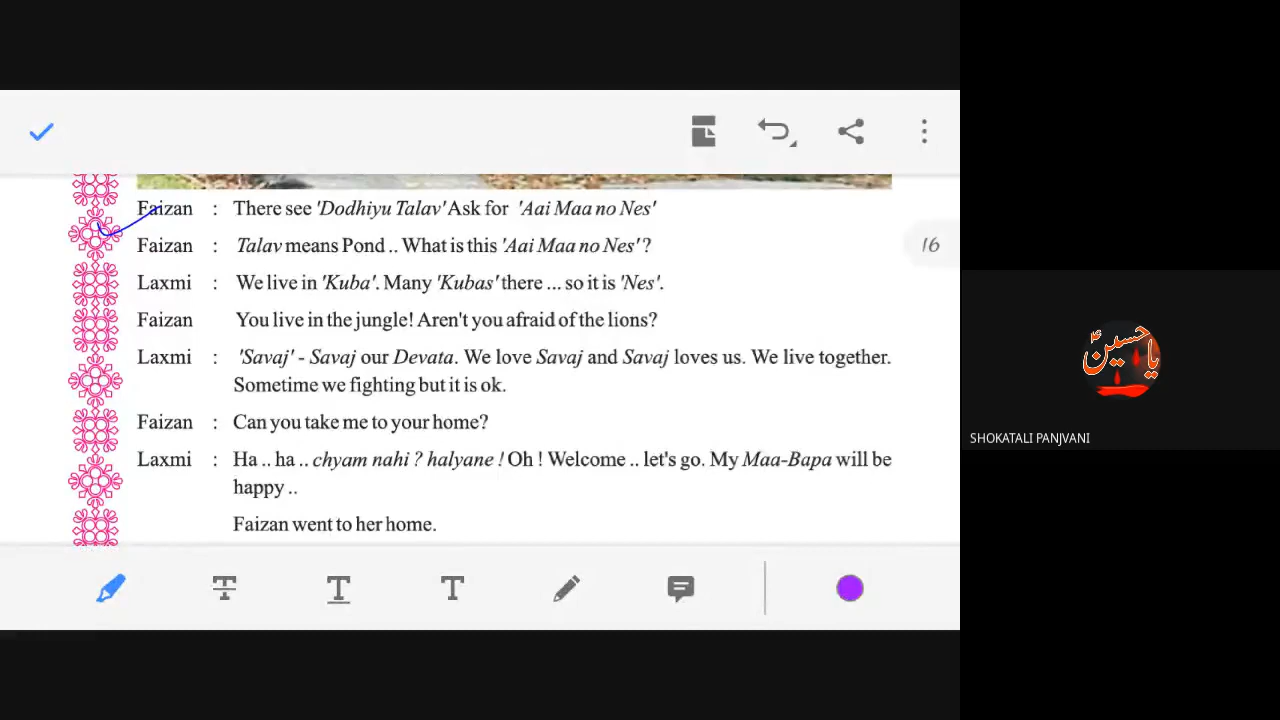 Faizan : There see 'Dodhiyu Talav' Ask for 'Aai Maa no Nes'
Faizan : Talav means Pond .. What is this 'Aai Maa no Nes'?
16
Laxmi : We live in 'Kuba'. Many 'Kubas' there ... so it is 'Nes'.
Faizan You live in the jungle! Aren't you afraid of the lions?
Laxmi : 'Savaj' - Savaj our Devata. We love Savaj and Savaj loves us. We live together.
Sometime we fighting but it is ok.
Faizan : Can you take me to your home?
Laxmi : Ha .. ha .. chyam nahi ? halyane ! Oh ! Welcome .. let's go. My Maa-Bapa will be
happy ..
Faizan went to her home.
يا حسين ع
SHOKATALI PANJVANI